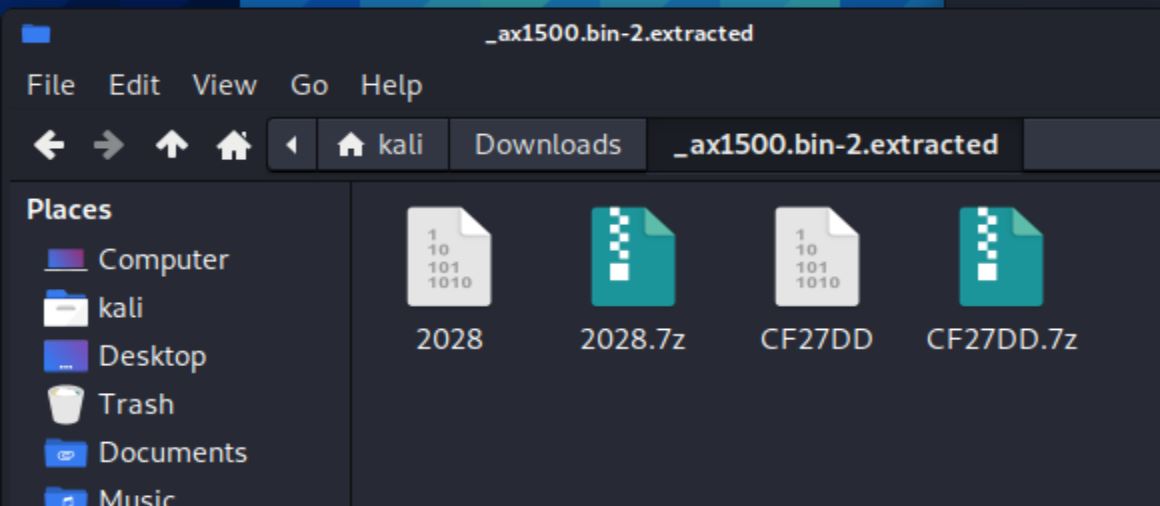 _ax1500.bin-2.extracted
File Edit View Go Help
kali Downloads _ax1500.bin-2.extracted
Places
Computer
kali
Desktop
Trash
Documents
Music
1
10
101
1010
1
10
101
1010
2028 2028.7z CF27DD CF27DD.7z